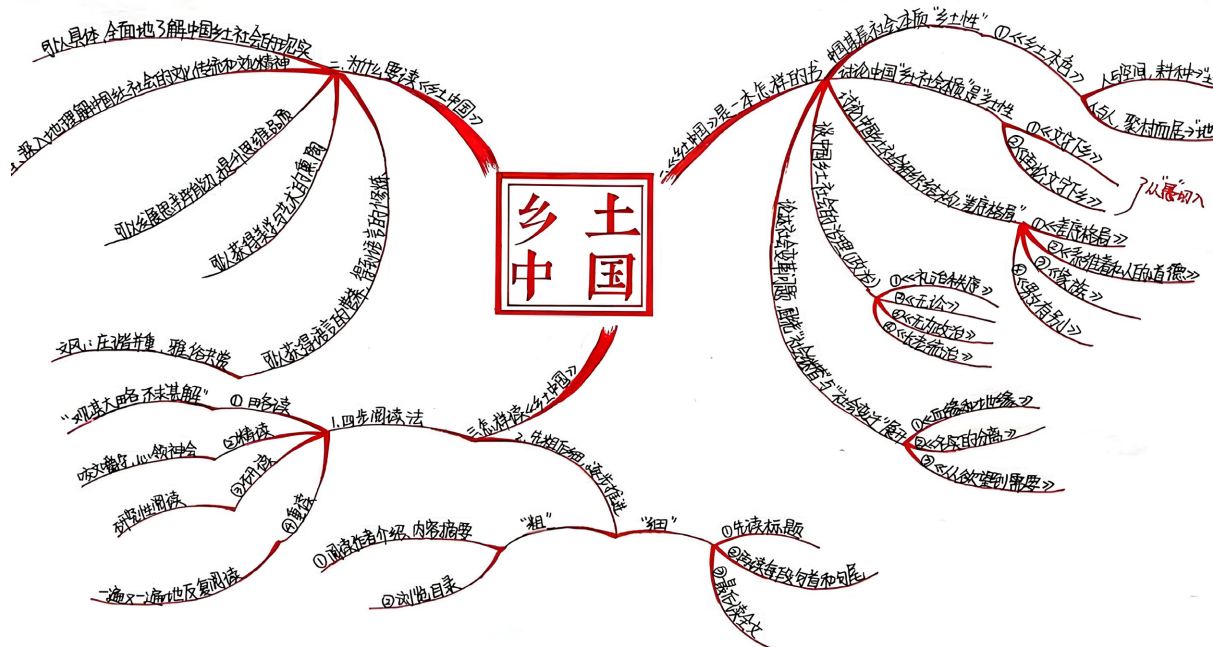 乡土
中国
一、《乡土中国》是一本怎样的书
中国基层社会本质“乡土性”
①《乡土本色》
人与空间,耕种→土
人与人,聚村而居→地
讨论中国“乡土社会本质”是“乡土性
①《文字下乡》
②《再论文字下乡》
讨论中国乡土社会组织结构“差序格局”
从“愚”切入
①《差序格局》
②《系维着私人的道德》
③《家族》
④《男女有别》
谈中国乡土社会的治理(政治)
①《礼治秩序》
②《无讼》
③《无为政治》
④《长老统治》
论谈社会变革问题,围绕“社会继替”与“社会变迁”展开
①《血缘和地缘》
②《名实的分离》
③《从欲望到需要》
二、为什么要读《乡土中国》
可以具体、全面地了解中国乡土社会的现实
深入地理解中国乡土社会的文化传统和文化精神
可以发展思辨能力,提升思维品质
可以获得美学与艺术的熏陶
可以获得语言的营养,得到语言的修炼
文风:庄谐并重,雅俗共赏
三、怎样读《乡土中国》
1.四步阅读法
①略读
“观其大略 不求甚解”
②精读
咬文嚼字,心领神会
③研读
研究性阅读
④重读
一遍又一遍地反复阅读
2.先粗后细,逐步推进
“粗”
①阅读作者介绍、内容摘要
②浏览目录
“细”
①先读标题
②再读每段句首和句尾
③最后读全文